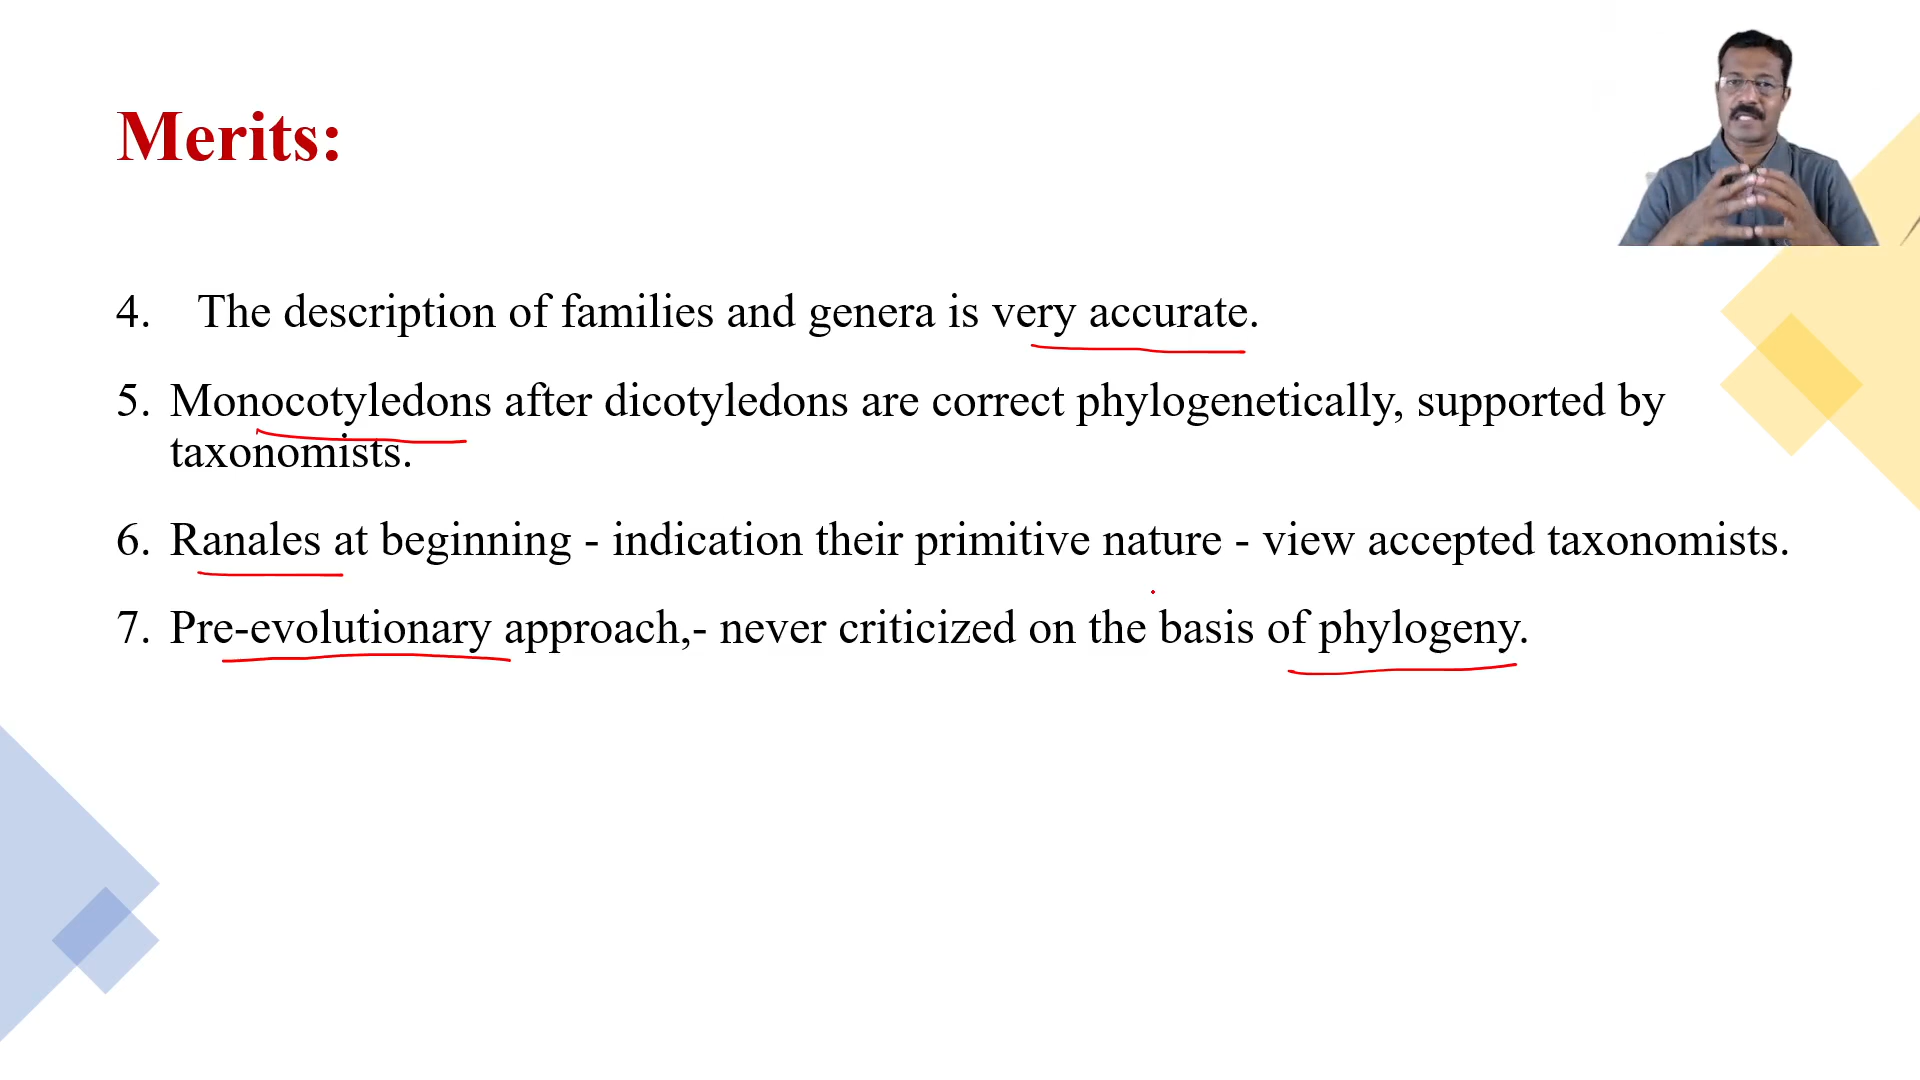 Merits:
4. The description of families and genera is very accurate.
5. Monocotyledons after dicotyledons are correct phylogenetically, supported by
taxonomists.
6. Ranales at beginning - indication their primitive nature - view accepted taxonomists.
7. Pre-evolutionary approach,- never criticized on the basis of phylogeny.